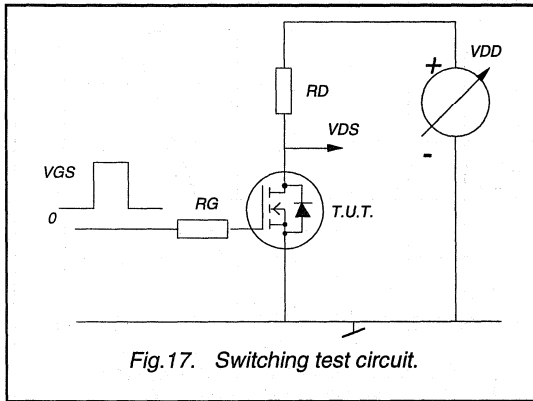 VDD
+
RD
VDS
-
VGS
0
RG
T.U.T.
Fig.17. Switching test circuit.